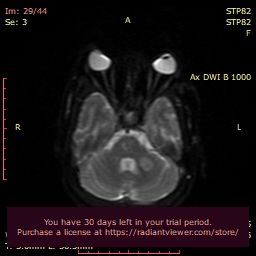 Im: 29/44
Se: 3
A
STP82
STP82
F
Ax DWI B 1000
R
L
You have 30 days left in your trial period.
Purchase a license at https://radiantviewer.com/store/